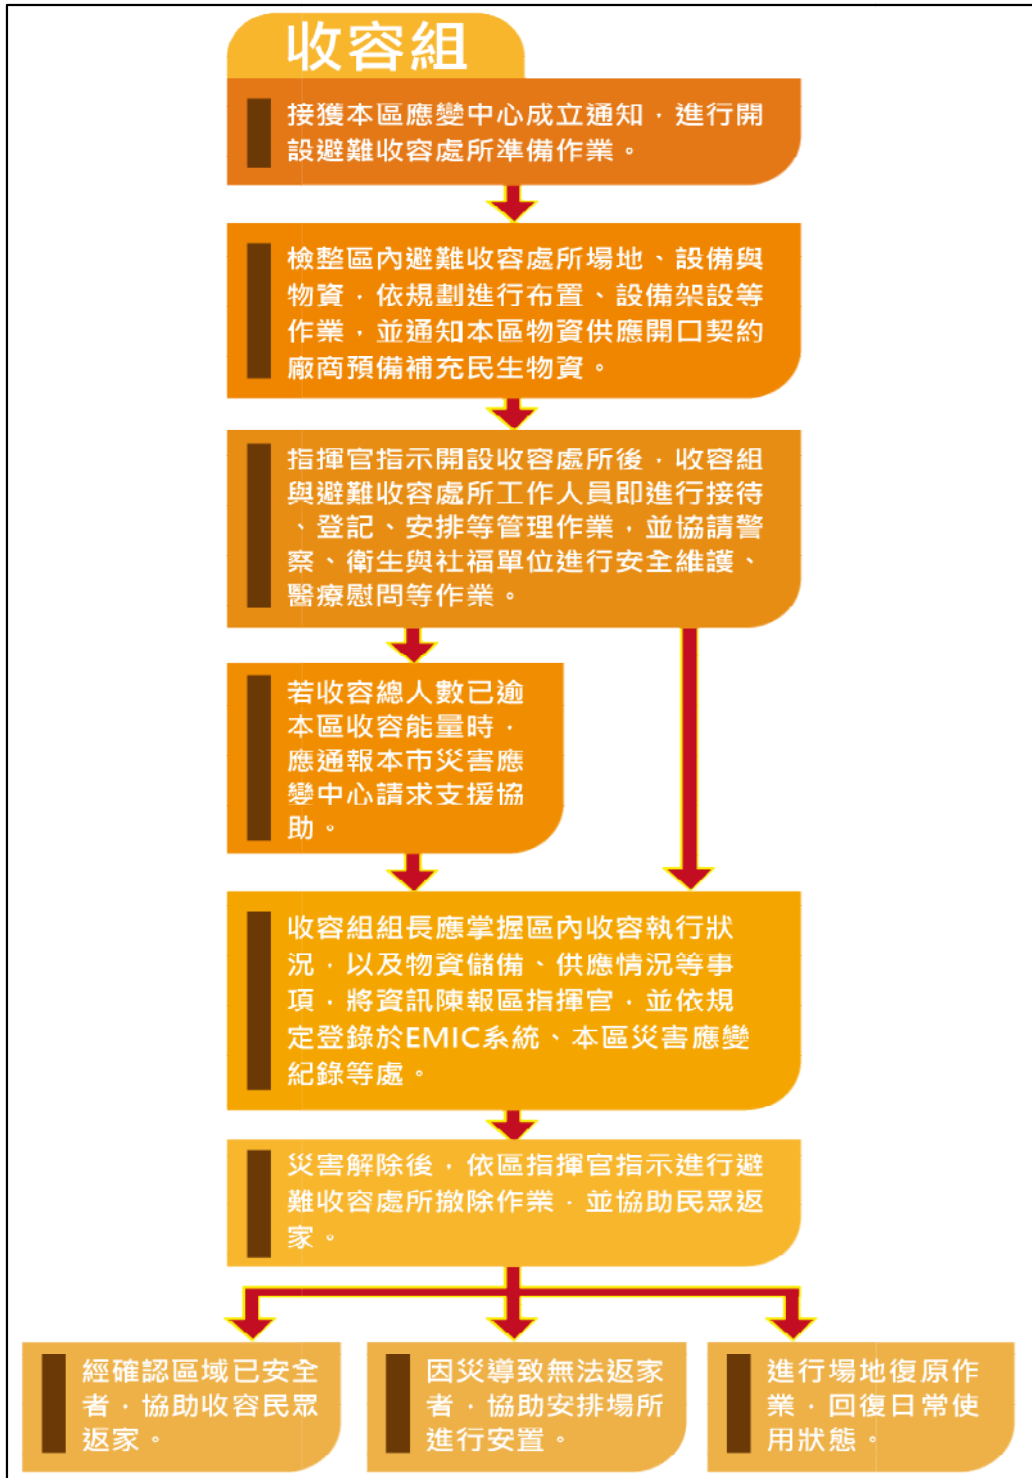 收容組
接獲本區應變中心成立通知，進行開
設避難收容處所準備作業。
檢整區內避難收容處所場地、設備與
物資，依規劃進行布置、設備架設等
作業，並通知本區物資供應開口契約
廠商預備補充民生物資。
指揮官指示開設收容處所後，收容組
與避難收容處所工作人員即進行接待
、登記、安排等管理作業，並協請警
察、衛生與社福單位進行安全維護、
醫療慰問等作業。
若收容總人數已逾
本區收容能量時，
應通報本市災害應
變中心請求支援協
助。
收容組組長應掌握區內收容執行狀
況，以及物資儲備、供應情況等事
項，將資訊陳報區指揮官，並依規
定登錄於EMIC系統、本區災害應變
紀錄等處。
災害解除後，依區指揮官指示進行避
難收容處所撤除作業，並協助民眾返
家。
經確認區域已安全
者，協助收容民眾
返家。
因災導致無法返家
者，協助安排場所
進行安置。
進行場地復原作
業，回復日常使
用狀態。